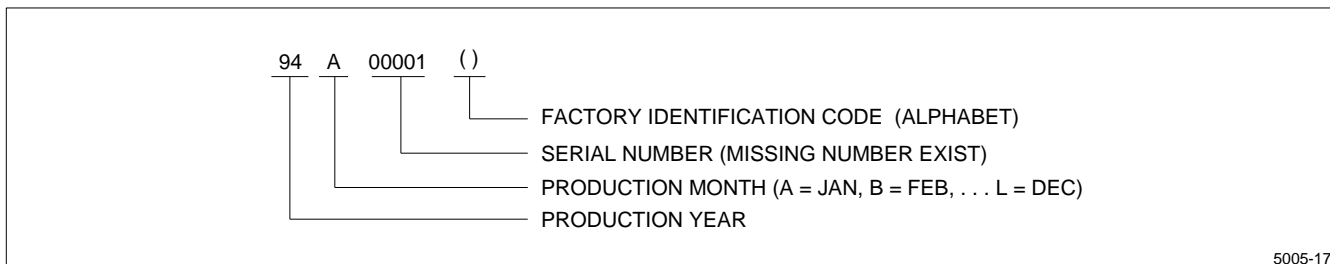 94 A 00001 ( )
FACTORY IDENTIFICATION CODE (ALPHABET)
SERIAL NUMBER (MISSING NUMBER EXIST)
PRODUCTION MONTH (A = JAN, B = FEB, . . . L = DEC)
PRODUCTION YEAR
5005-17